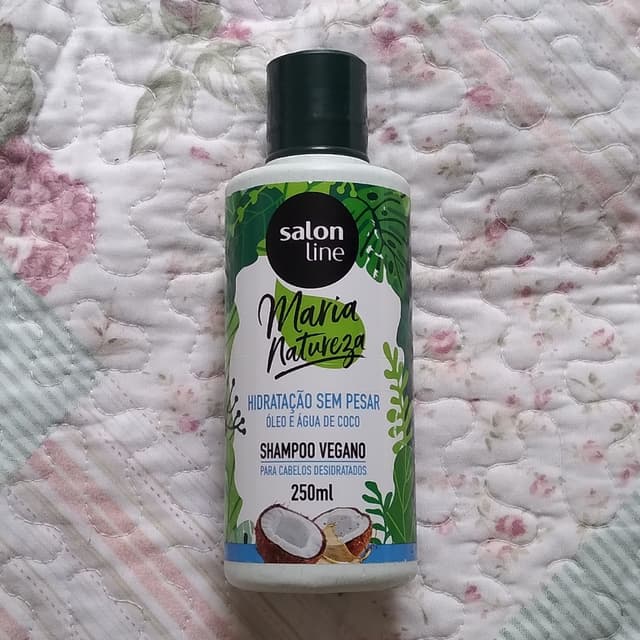 salon
line
Maria
Natureza
HIDRATAÇÃO SEM PESAR
ÓLEO E ÁGUA DE COCO
SHAMPOO VEGANO
PARA CABELOS DESIDRATADOS
250ml